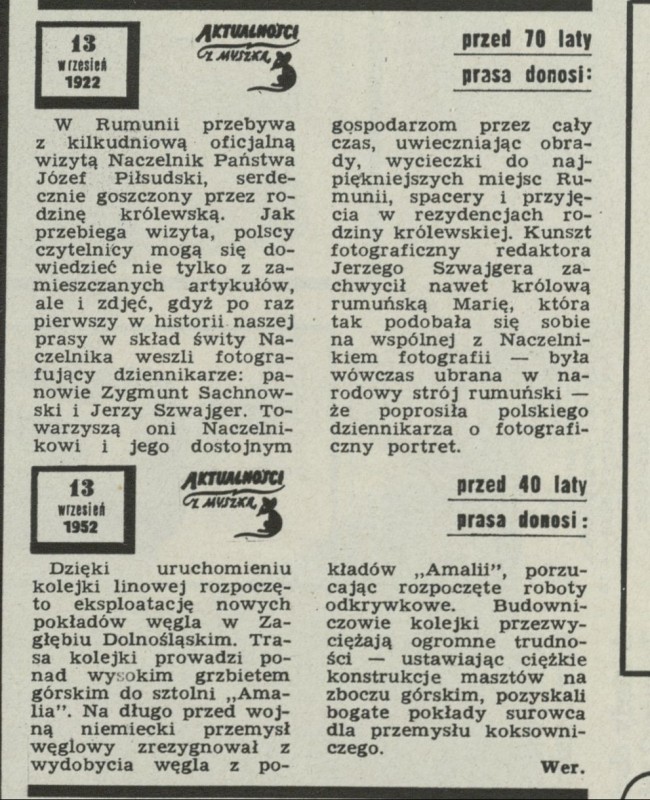 13
wrzesień
1922
AKTUALNOŚCI
Z MYSZKĄ
przed 70 laty
prasa donosi:
W Rumunii przebywa
z kilkudniową oficjalną
wizytą Naczelnik Państwa
Józef Piłsudski, serde-
cznie goszczony przez ro-
dzinę królewską. Jak
przebiega wizyta, polscy
czytelnicy mogą się do-
wiedzieć nie tylko z za-
mieszczanych artykułów,
ale i zdjęć, gdyż po raz
pierwszy w historii naszej
prasy w skład świty Na-
czelnika weszli fotogra-
fujący dziennikarze: pa-
nowie Zygmunt Sachnow-
ski i Jerzy Szwajger. To-
warzyszą oni Naczelni-
kowi i jego dostojnym
gospodarzom przez cały
czas, uwieczniając obra-
dy, wycieczki do naj-
piękniejszych miejsc Ru-
munii, spacery i przyję-
cia w rezydencjach ro-
dziny królewskiej. Kunszt
fotograficzny redaktora
Jerzego Szwajgera za-
chwycił nawet królową
rumuńską Marię, która
tak podobała się sobie
na wspólnej z Naczelni-
kiem fotografii — była
wówczas ubrana w na-
rodowy strój rumuński —
że poprosiła polskiego
dziennikarza o fotografi-
czny portret.
13
wrzesień
1952
AKTUALNOŚCI
Z MYSZKĄ
przed 40 laty
prasa donosi:
Dzięki uruchomieniu
kolejki linowej rozpoczę-
to eksploatację nowych
pokładów węgla w Za-
głębiu Dolnośląskim. Tra-
sa kolejki prowadzi po-
nad wysokim grzbietem
górskim do sztolni „Ama-
lia”. Na długo przed woj-
ną niemiecki przemysł
węglowy zrezygnował z
wydobycia węgla z po-
kładów „Amalii”, porzu-
cając rozpoczęte roboty
odkrywkowe. Budowni-
czowie kolejki przezwy-
ciężają ogromne trudno-
ści — ustawiając ciężkie
konstrukcje masztów na
zboczu górskim, pozyskali
bogate pokłady surowca
dla przemysłu koksowni-
czego.
Wer.